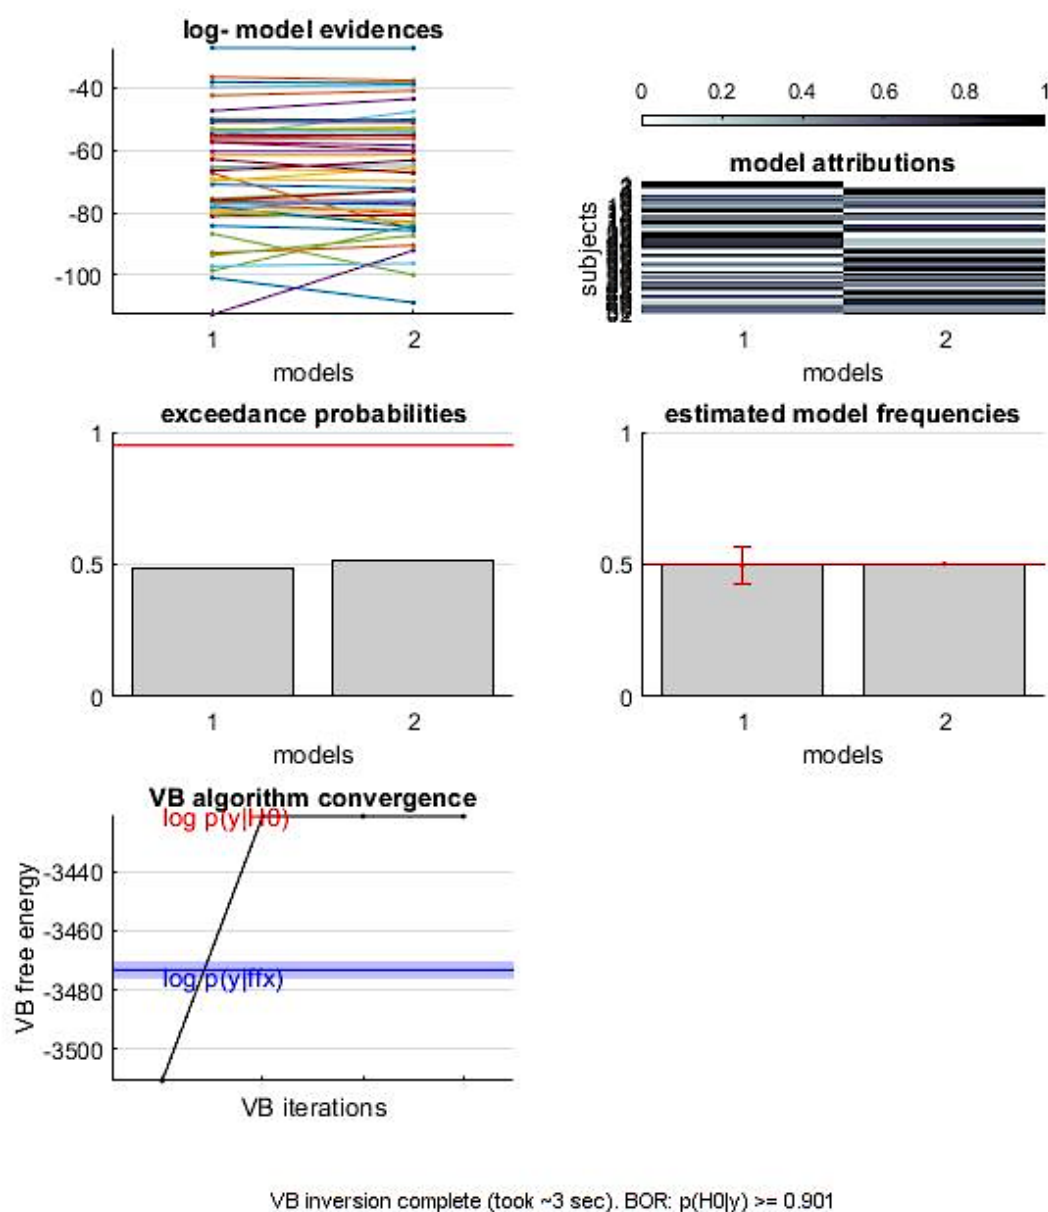 log- model evidences
-40
-60
-80
-100
1 2
models
0 0.2 0.4 0.6 0.8 1
model attributions
subjects
1 2
models
exceedance probabilities
1
0.5
0
1 2
models
estimated model frequencies
1
0.5
0
1 2
models
VB algorithm convergence
log p(y|H0)
VB free energy
-3440
-3460
-3480
-3500
log p(y|ffx)
VB iterations
VB inversion complete (took ~3 sec). BOR: p(H0|y) >= 0.901